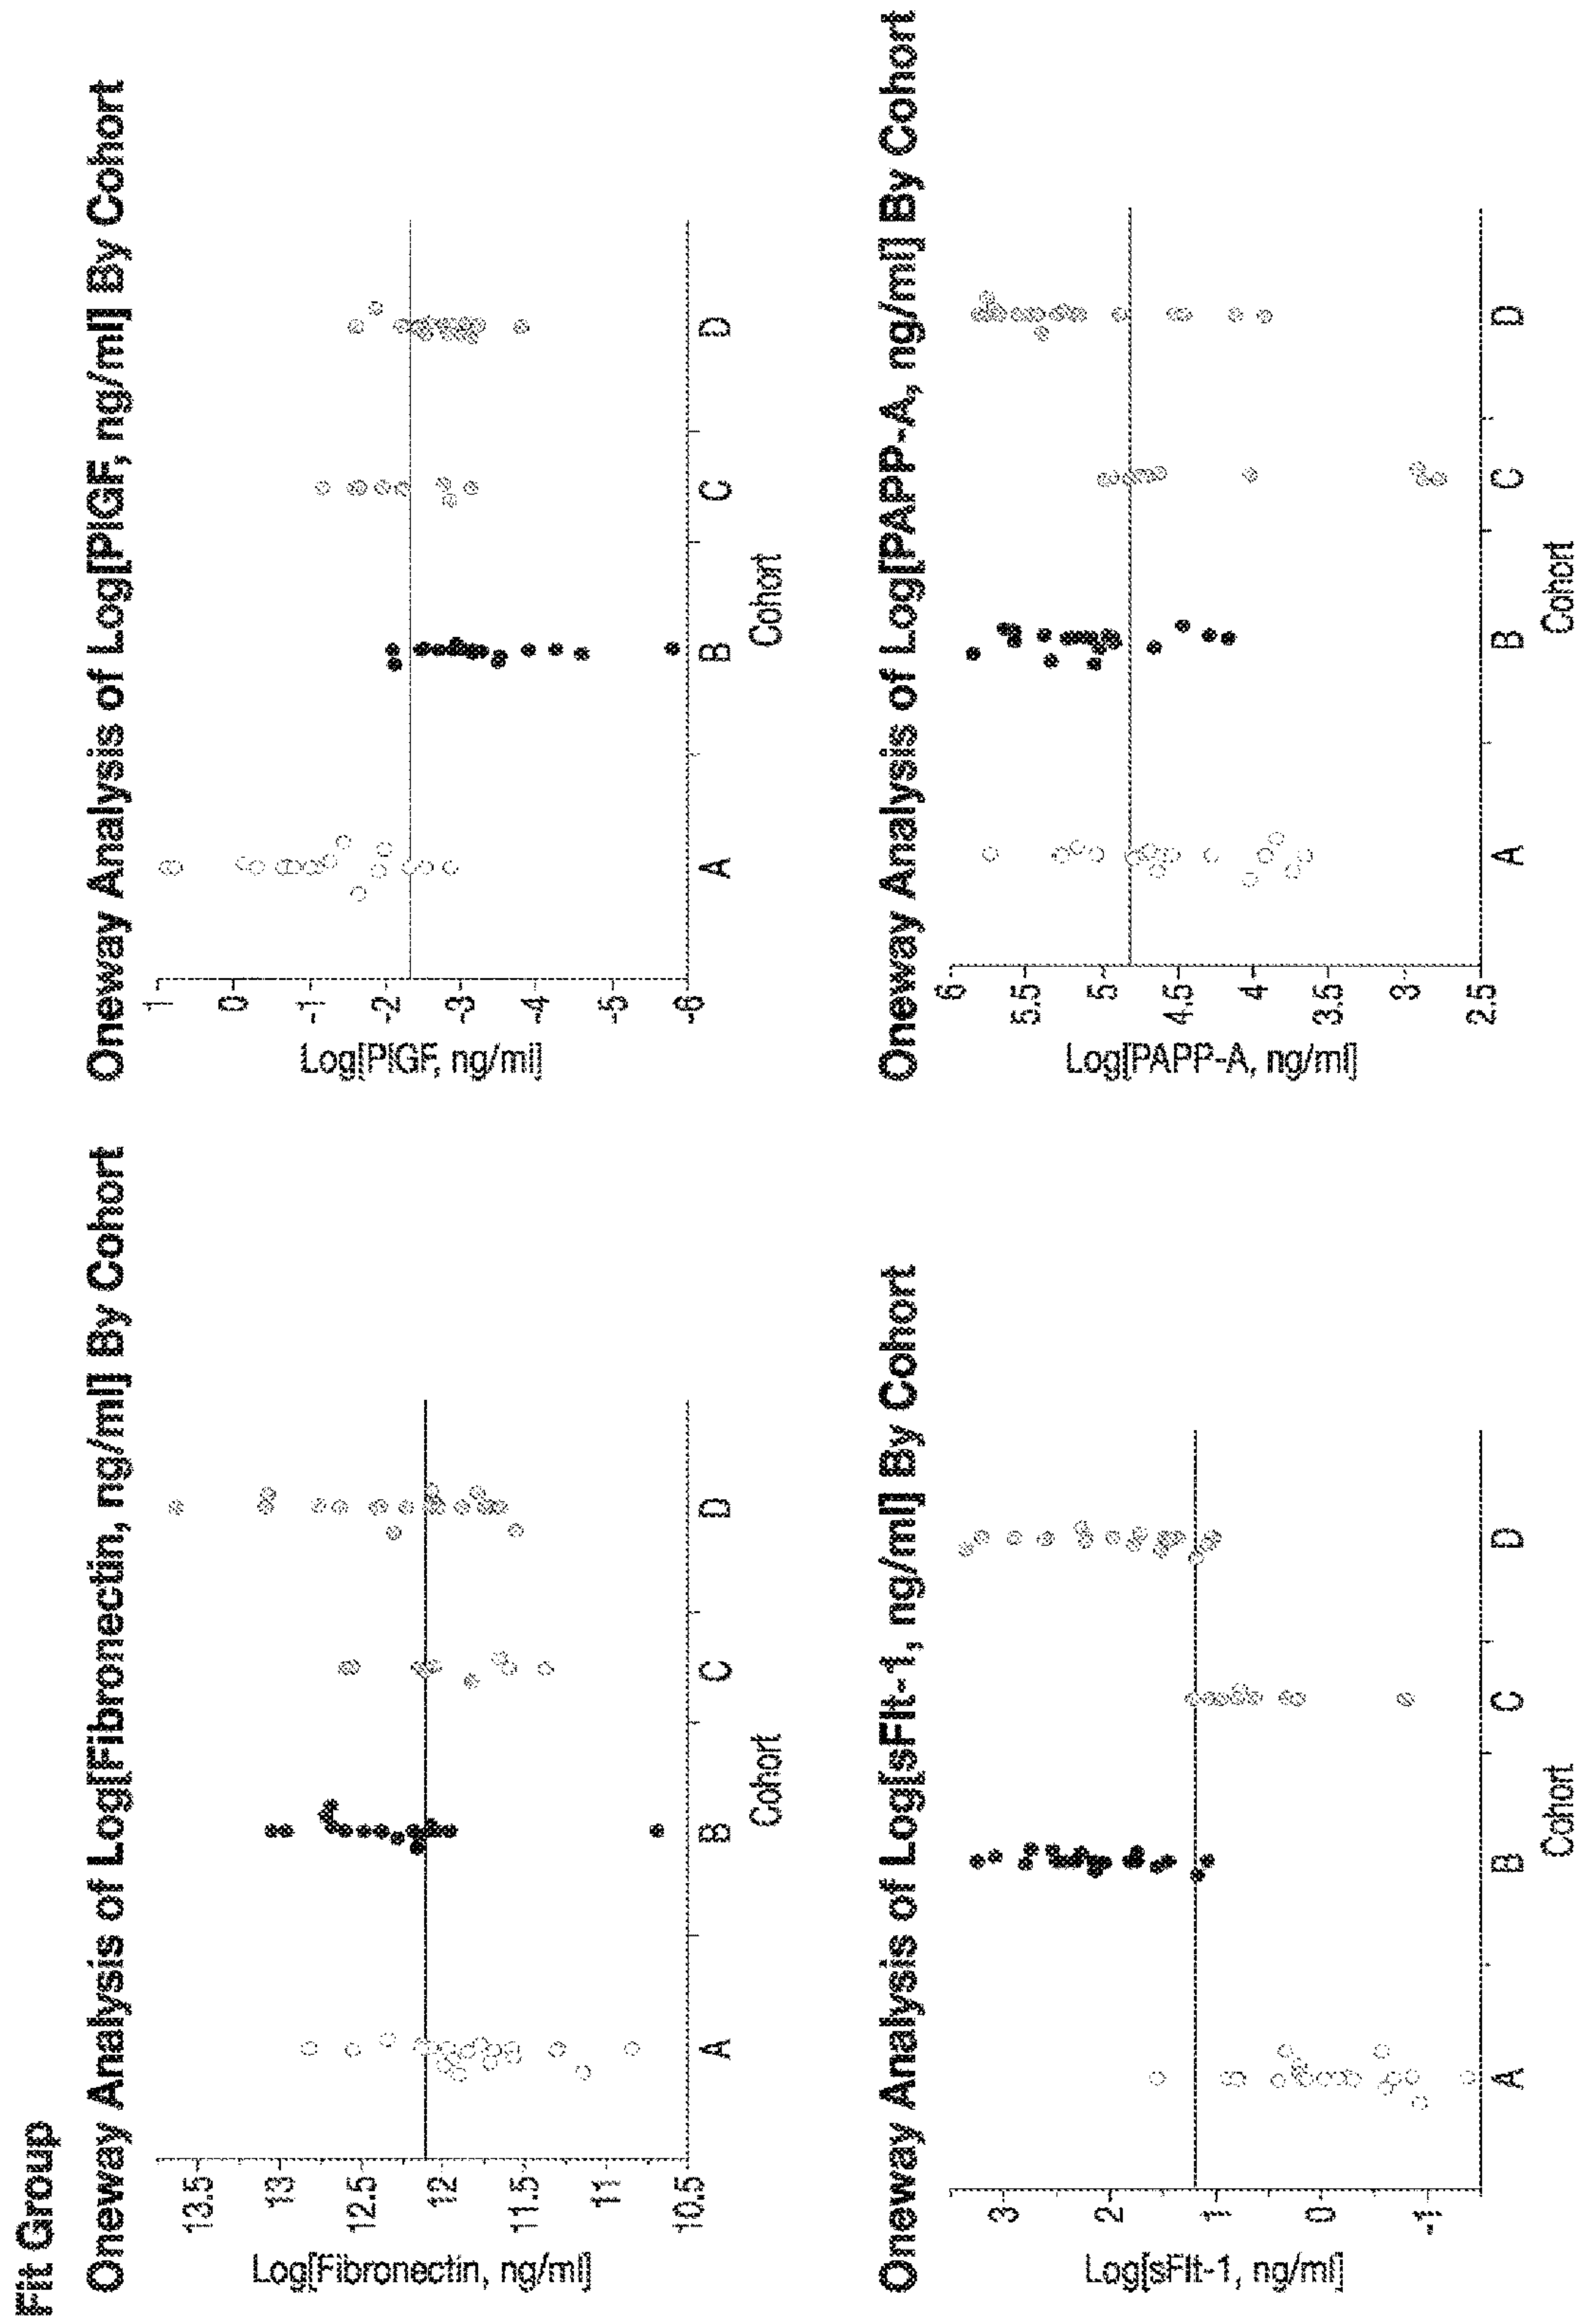 Fit Group
Oneway Analysis of Log[Fibronectin, ng/ml] By Cohort
Log[Fibronectin, ng/ml]
13.5
13
12.5
12
11.5
11
10.5
A
B
C
D
Cohort
Oneway Analysis of Log[PlGF, ng/ml] By Cohort
Log[PlGF, ng/ml]
1
0
-1
-2
-3
-4
-5
-6
A
B
C
D
Cohort
Oneway Analysis of Log[sFlt-1, ng/ml] By Cohort
Log[sFlt-1, ng/ml]
3
2
1
0
-1
A
B
C
D
Cohort
Oneway Analysis of Log[PAPP-A, ng/ml] By Cohort
Log[PAPP-A, ng/ml]
6
5.5
5
4.5
4
3.5
3
2.5
A
B
C
D
Cohort